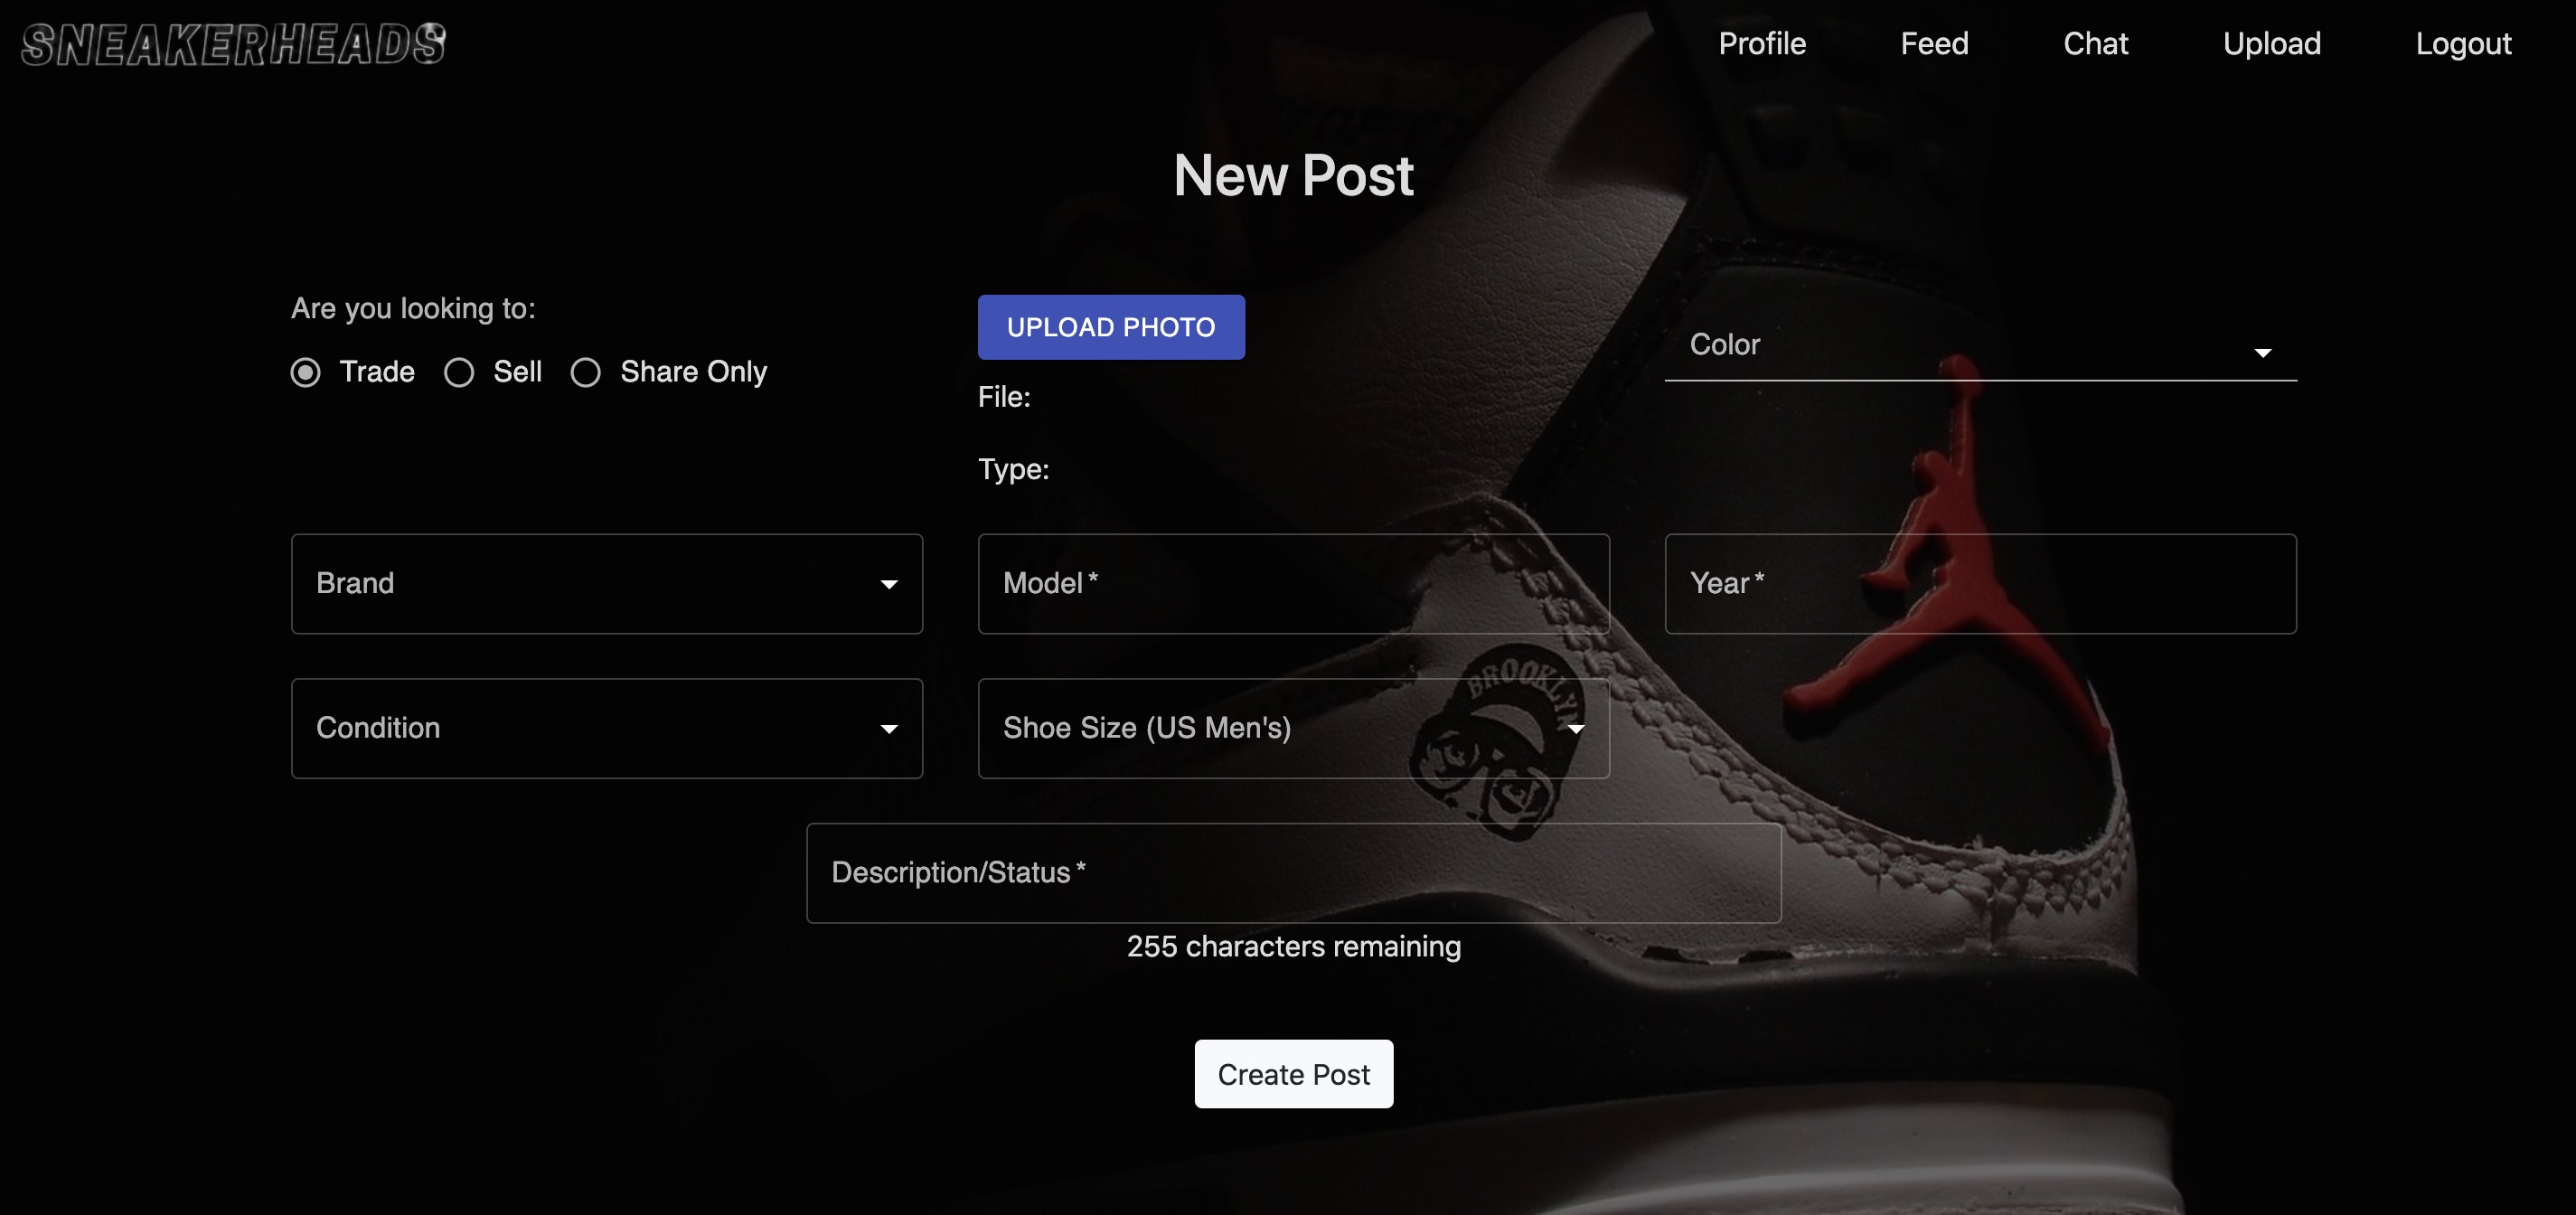 SNEAKERHEADS
Profile Feed Chat Upload Logout
New Post
Are you looking to:
Trade Sell Share Only
UPLOAD PHOTO
File:
Type:
Color
Brand
Model *
Year *
Condition
Shoe Size (US Men's)
BROOKLYN
Description/Status *
255 characters remaining
Create Post